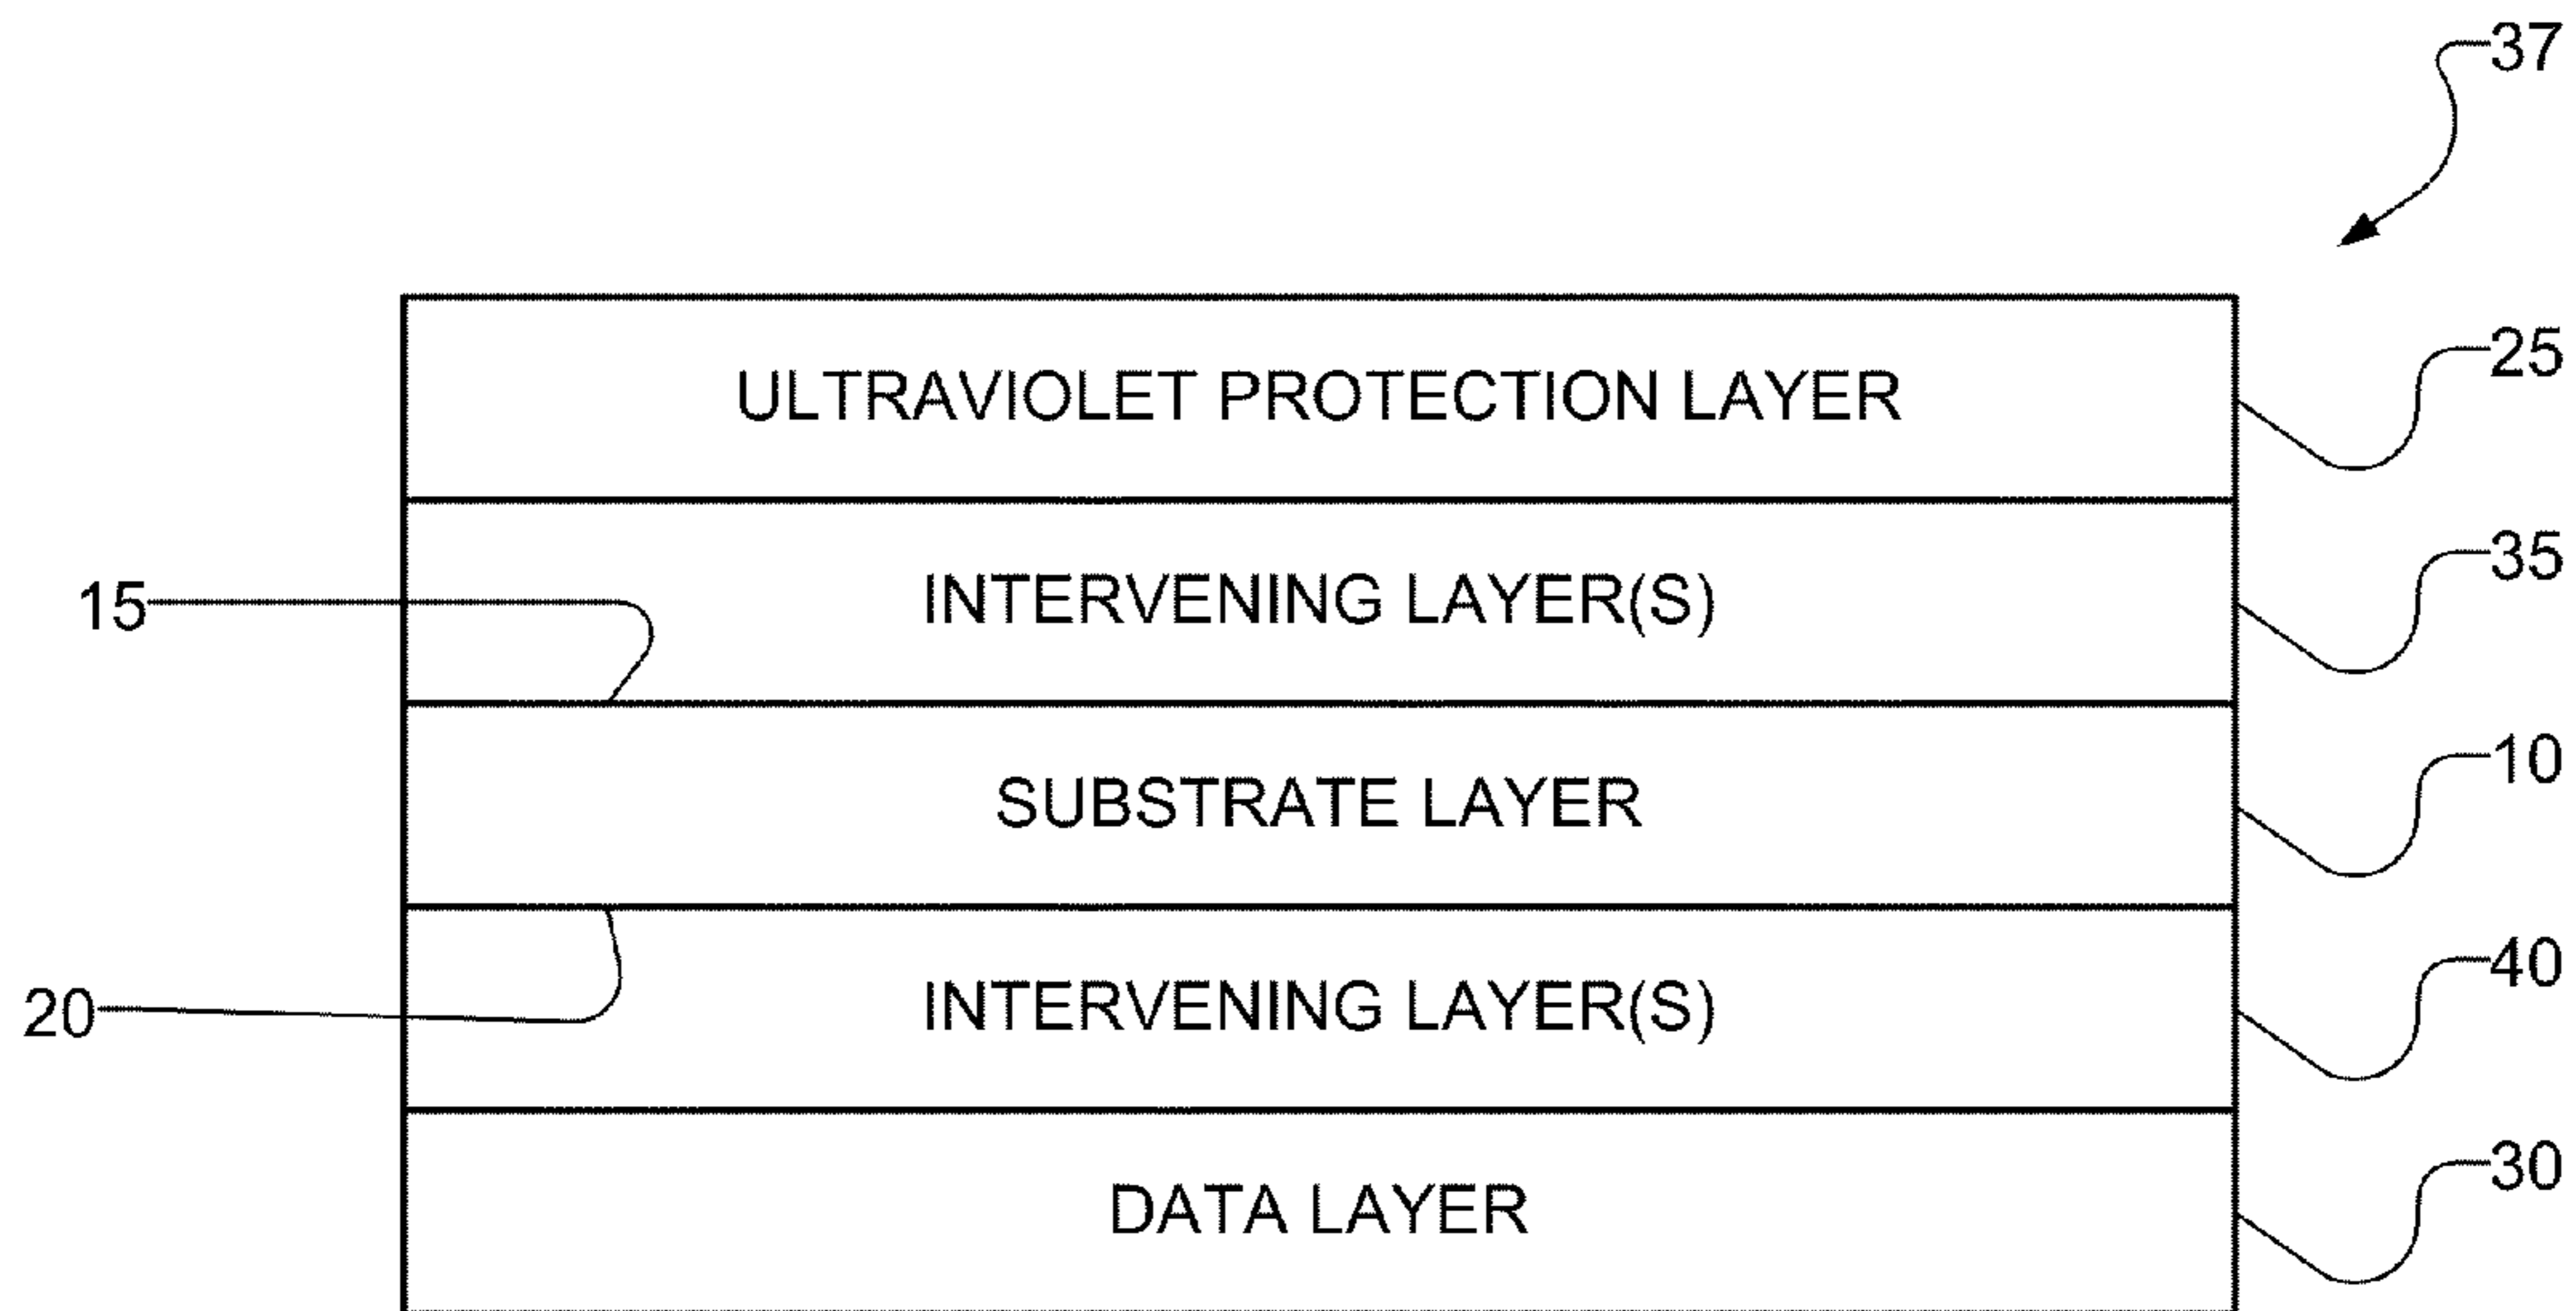 37
ULTRAVIOLET PROTECTION LAYER
25
INTERVENING LAYER(S)
35
15
SUBSTRATE LAYER
10
INTERVENING LAYER(S)
40
20
DATA LAYER
30